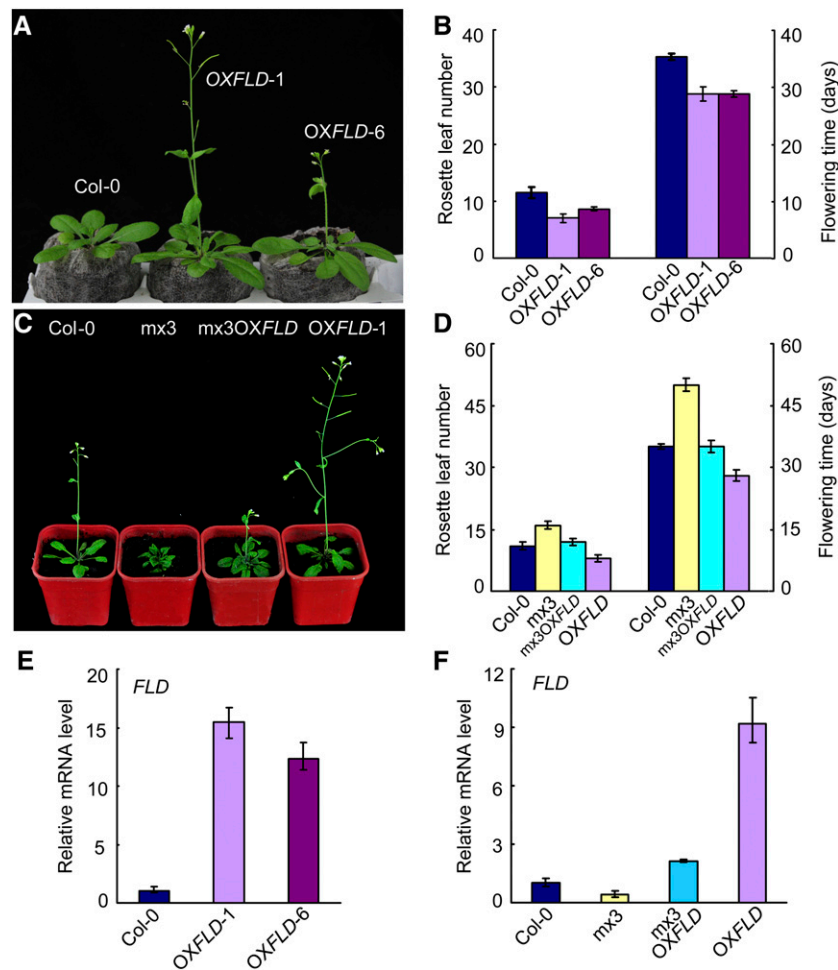 A
Col-0
OXFLD-1
OXFLD-6
B
Rosette leaf number
40
30
20
10
0
Flowering time (days)
40
30
20
10
0
Col-0
OXFLD-1
OXFLD-6
Col-0
OXFLD-1
OXFLD-6
C
Col-0 mx3 mx3OXFLD OXFLD-1
D
Rosette leaf number
60
45
30
15
0
Flowering time (days)
60
45
30
15
0
Col-0
mx3
mx3OXFLD
OXFLD
Col-0
mx3
mx3OXFLD
OXFLD
E
FLD
Relative mRNA level
20
15
10
5
0
Col-0
OXFLD-1
OXFLD-6
F
FLD
Relative mRNA level
12
9
6
3
0
Col-0
mx3
mx3
OXFLD
OXFLD